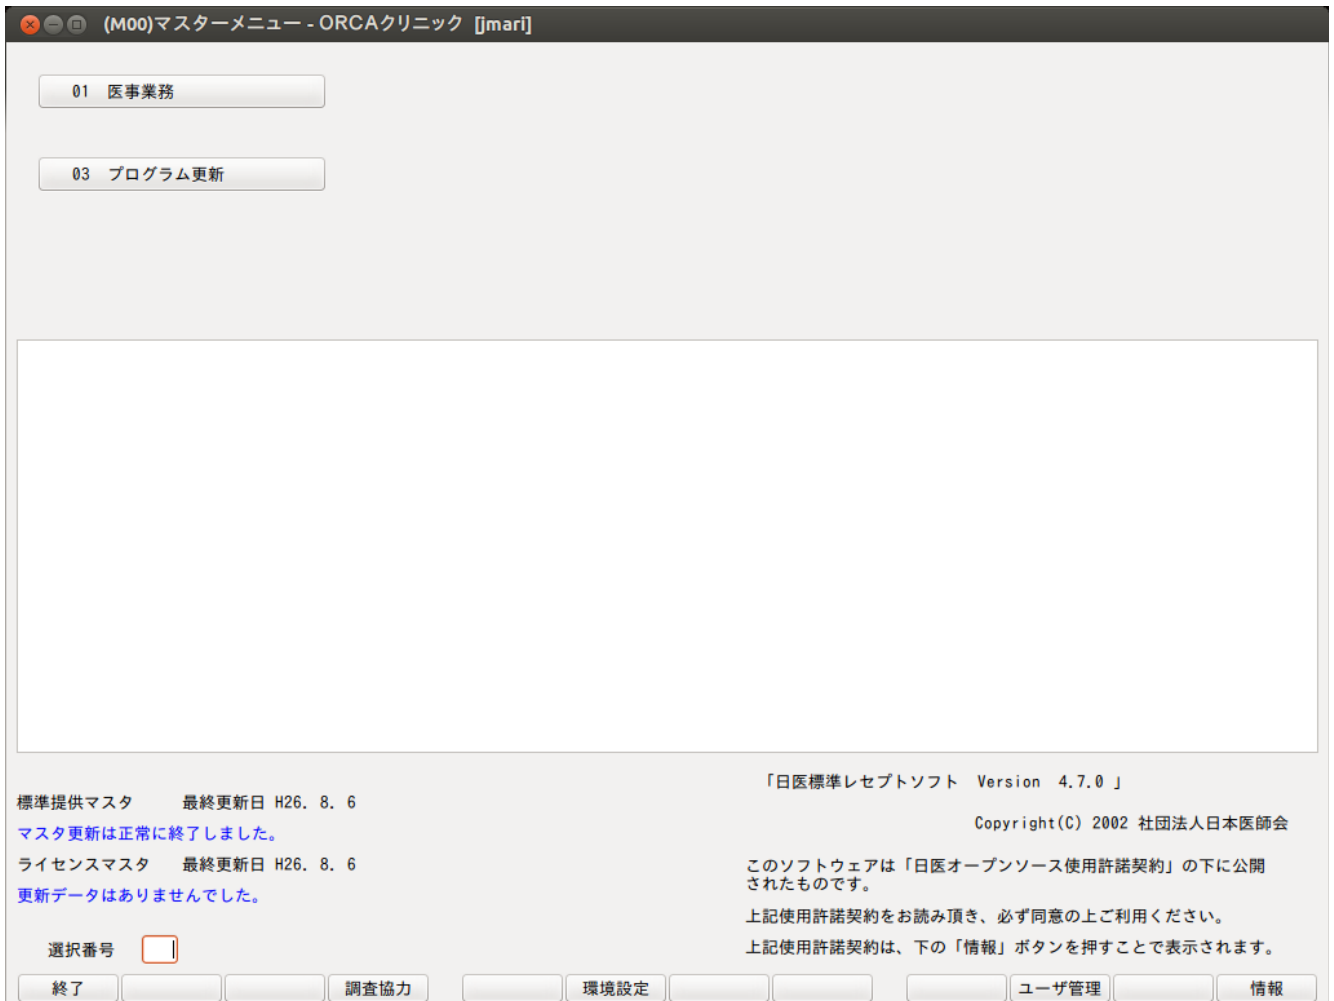 (M00)マスターメニュー - ORCAクリニック [jmari]
01 医事業務
03 プログラム更新
「日医標準レセプトソフト Version 4.7.0 」
標準提供マスタ 最終更新日 H26. 8. 6
マスタ更新は正常に終了しました。
Copyright(C) 2002 社団法人日本医師会
ライセンスマスタ 最終更新日 H26. 8. 6
更新データはありませんでした。
このソフトウェアは「日医オープンソース使用許諾契約」の下に公開
されたものです。
上記使用許諾契約をお読み頂き、必ず同意の上ご利用ください。
上記使用許諾契約は、下の「情報」ボタンを押すことで表示されます。
選択番号
終了 調査協力 環境設定 ユーザ管理 情報